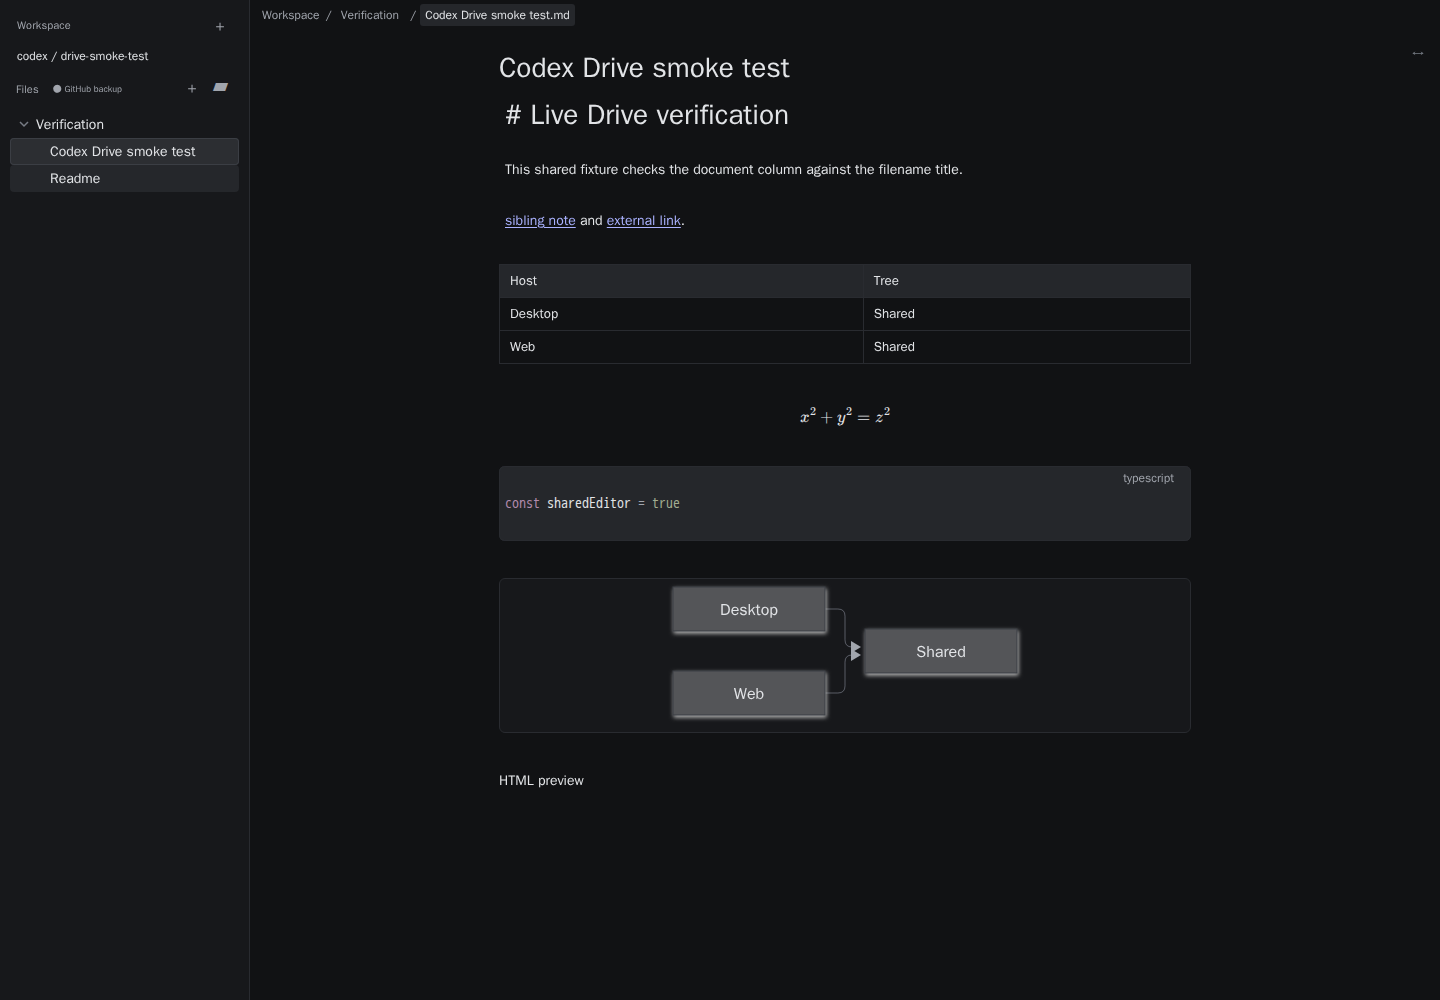 Workspace
+
codex / drive-smoke-test
Files GitHub backup +
Verification
Codex Drive smoke test
Readme
Workspace / Verification / Codex Drive smoke test.md
Codex Drive smoke test
# Live Drive verification
This shared fixture checks the document column against the filename title.
sibling note and external link.
Host Tree
Desktop Shared
Web Shared
x² + y² = z²
typescript
const sharedEditor = true
Desktop
Shared
Web
HTML preview